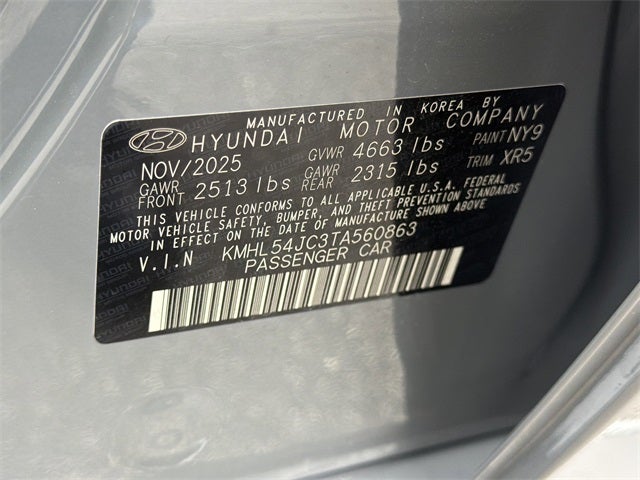 MANUFACTURED IN KOREA BY
HYUNDAI MOTOR COMPANY
NOV/2025 GVWR 4663 lbs PAINT NY9
GAWR FRONT 2513 lbs GAWR REAR 2315 lbs TRIM XR5
THIS VEHICLE CONFORMS TO ALL APPLICABLE U.S.A. FEDERAL
MOTOR VEHICLE SAFETY, BUMPER, AND THEFT PREVENTION STANDARDS
IN EFFECT ON THE DATE OF MANUFACTURE SHOWN ABOVE
V.I.N KMHL54JC3TA560863
PASSENGER CAR